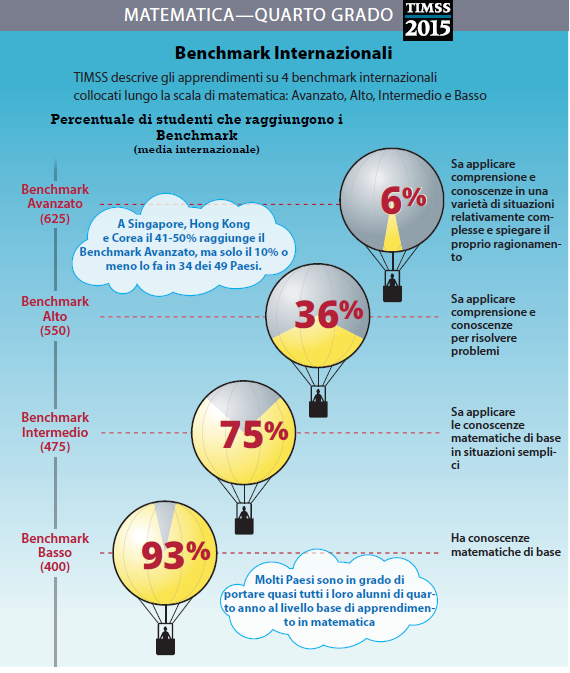 MATEMATICA—QUARTO GRADO
TIMSS
2015
Benchmark Internazionali
TIMSS descrive gli apprendimenti su 4 benchmark internazionali
collocati lungo la scala di matematica: Avanzato, Alto, Intermedio e Basso
Percentuale di studenti che raggiungono i
Benchmark
(media internazionale)
Benchmark
Avanzato
(625)
6%
Sa applicare
comprensione e
conoscenze in una
varietà di situazioni
relativamente com-
plesse e spiegare il
proprio ragionamen-
to
A Singapore, Hong Kong
e Corea il 41-50% raggiunge il
Benchmark Avanzato, ma solo il 10% o
meno lo fa in 34 dei 49 Paesi.
Benchmark
Alto
(550)
36%
Sa applicare
comprensione e
conoscenze
per risolvere
problemi
Benchmark
Intermedio
(475)
75%
Sa applicare
le conoscenze
matematiche di base
in situazioni sempli-
ci
Benchmark
Basso
(400)
93%
Ha conoscenze
matematiche di base
Molti Paesi sono in grado di
portare quasi tutti i loro alunni di quar-
to anno al livello base di apprendimen-
to in matematica